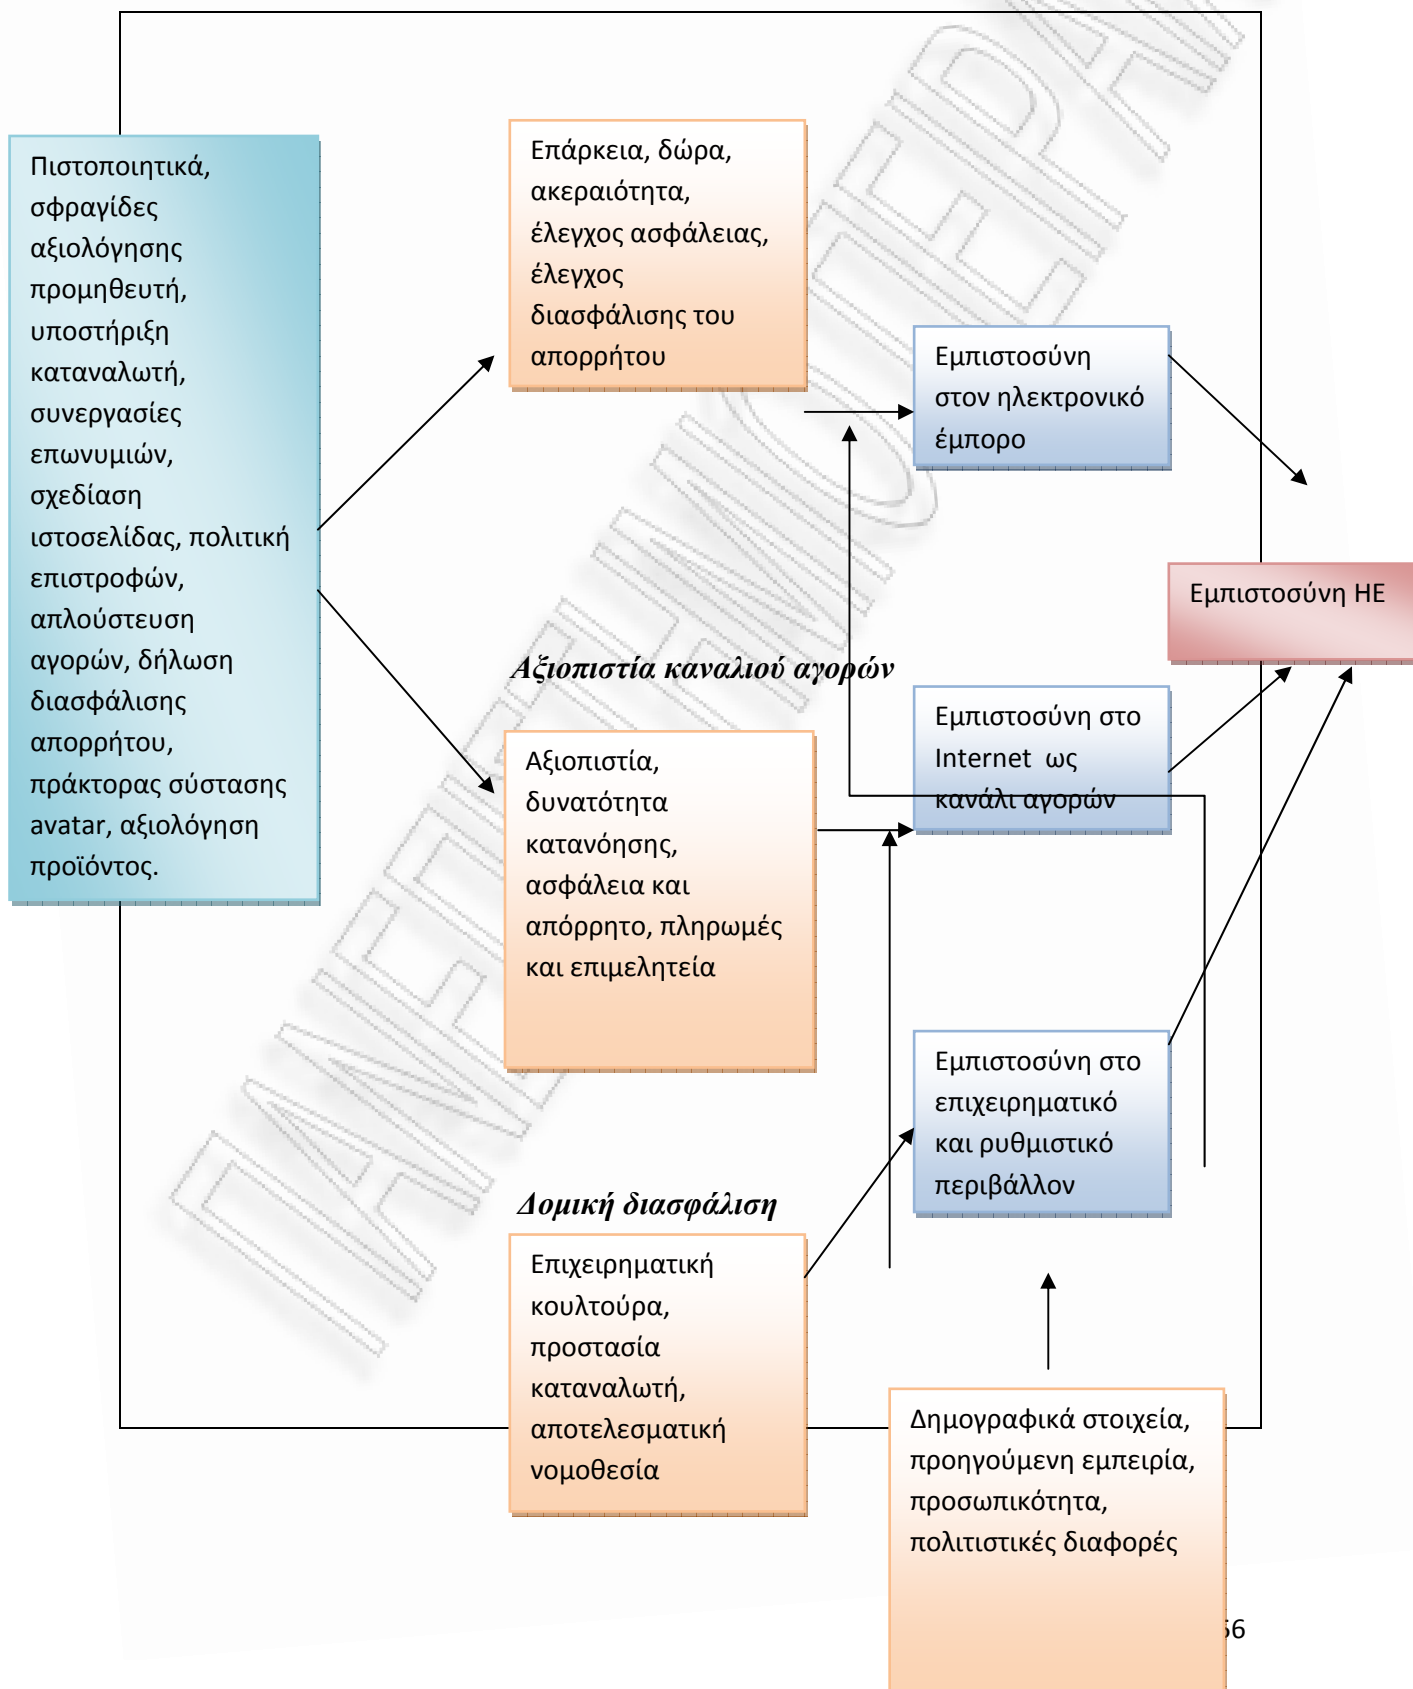 Πιστοποιητικά,
σφραγίδες
αξιολόγησης
προμηθευτή,
υποστήριξη
καταναλωτή,
συνεργασίες
επωνυμιών,
σχεδίαση
ιστοσελίδας, πολιτική
επιστροφών,
απλούστευση
αγορών, δήλωση
διασφάλισης
απορρήτου,
πράκτορας σύστασης
avatar, αξιολόγηση
προϊόντος.
Επάρκεια, δώρα,
ακεραιότητα,
έλεγχος ασφάλειας,
έλεγχος
διασφάλισης του
απορρήτου
Εμπιστοσύνη
στον ηλεκτρονικό
έμπορο
Εμπιστοσύνη ΗΕ
Αξιοπιστία καναλιού αγορών
Αξιοπιστία,
δυνατότητα
κατανόησης,
ασφάλεια και
απόρρητο, πληρωμές
και επιμελητεία
Εμπιστοσύνη στο
Internet ως
κανάλι αγορών
Εμπιστοσύνη στο
επιχειρηματικό
και ρυθμιστικό
περιβάλλον
Δομική διασφάλιση
Επιχειρηματική
κουλτούρα,
προστασία
καταναλωτή,
αποτελεσματική
νομοθεσία
Δημογραφικά στοιχεία,
προηγούμενη εμπειρία,
προσωπικότητα,
πολιτιστικές διαφορές